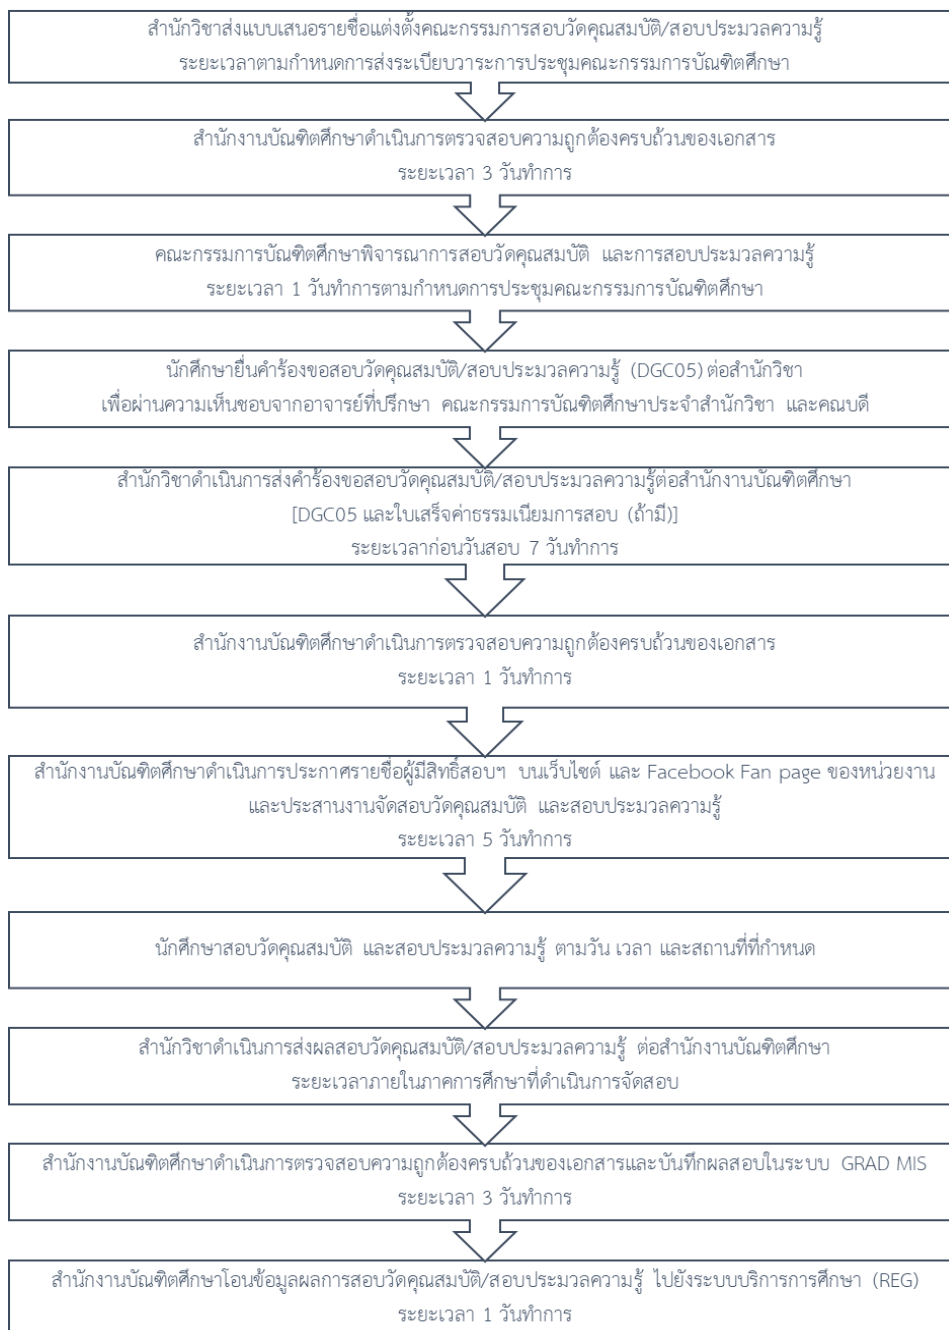 สำนักวิชาส่งแบบเสนอรายชื่อแต่งตั้งคณะกรรมการสอบวัดคุณสมบัติ/สอบประมวลความรู้
ระยะเวลาตามกำหนดการส่งระเบียบวาระการประชุมคณะกรรมการบัณฑิตศึกษา
สำนักงานบัณฑิตศึกษาดำเนินการตรวจสอบความถูกต้องครบถ้วนของเอกสาร
ระยะเวลา 3 วันทำการ
คณะกรรมการบัณฑิตศึกษาพิจารณาการสอบวัดคุณสมบัติ และการสอบประมวลความรู้
ระยะเวลา 1 วันทำการตามกำหนดการประชุมคณะกรรมการบัณฑิตศึกษา
นักศึกษายื่นคำร้องขอสอบวัดคุณสมบัติ/สอบประมวลความรู้ (DGC05) ต่อสำนักวิชา
เพื่อผ่านความเห็นชอบจากอาจารย์ที่ปรึกษา คณะกรรมการบัณฑิตศึกษาประจำสำนักวิชา และคณบดี
สำนักวิชาดำเนินการส่งคำร้องขอสอบวัดคุณสมบัติ/สอบประมวลความรู้ต่อสำนักงานบัณฑิตศึกษา
[DGC05 และใบเสร็จค่าธรรมเนียมการสอบ (ถ้ามี)]
ระยะเวลาก่อนวันสอบ 7 วันทำการ
สำนักงานบัณฑิตศึกษาดำเนินการตรวจสอบความถูกต้องครบถ้วนของเอกสาร
ระยะเวลา 1 วันทำการ
สำนักงานบัณฑิตศึกษาดำเนินการประกาศรายชื่อผู้มีสิทธิ์สอบฯ บนเว็บไซต์ และ Facebook Fan page ของหน่วยงาน
และประสานงานจัดสอบวัดคุณสมบัติ และสอบประมวลความรู้
ระยะเวลา 5 วันทำการ
นักศึกษาสอบวัดคุณสมบัติ และสอบประมวลความรู้ ตามวัน เวลา และสถานที่ที่กำหนด
สำนักวิชาดำเนินการส่งผลสอบวัดคุณสมบัติ/สอบประมวลความรู้ ต่อสำนักงานบัณฑิตศึกษา
ระยะเวลาภายในภาคการศึกษาที่ดำเนินการจัดสอบ
สำนักงานบัณฑิตศึกษาดำเนินการตรวจสอบความถูกต้องครบถ้วนของเอกสารและบันทึกผลสอบในระบบ GRAD MIS
ระยะเวลา 3 วันทำการ
สำนักงานบัณฑิตศึกษาโอนข้อมูลผลการสอบวัดคุณสมบัติ/สอบประมวลความรู้ ไปยังระบบบริการการศึกษา (REG)
ระยะเวลา 1 วันทำการ